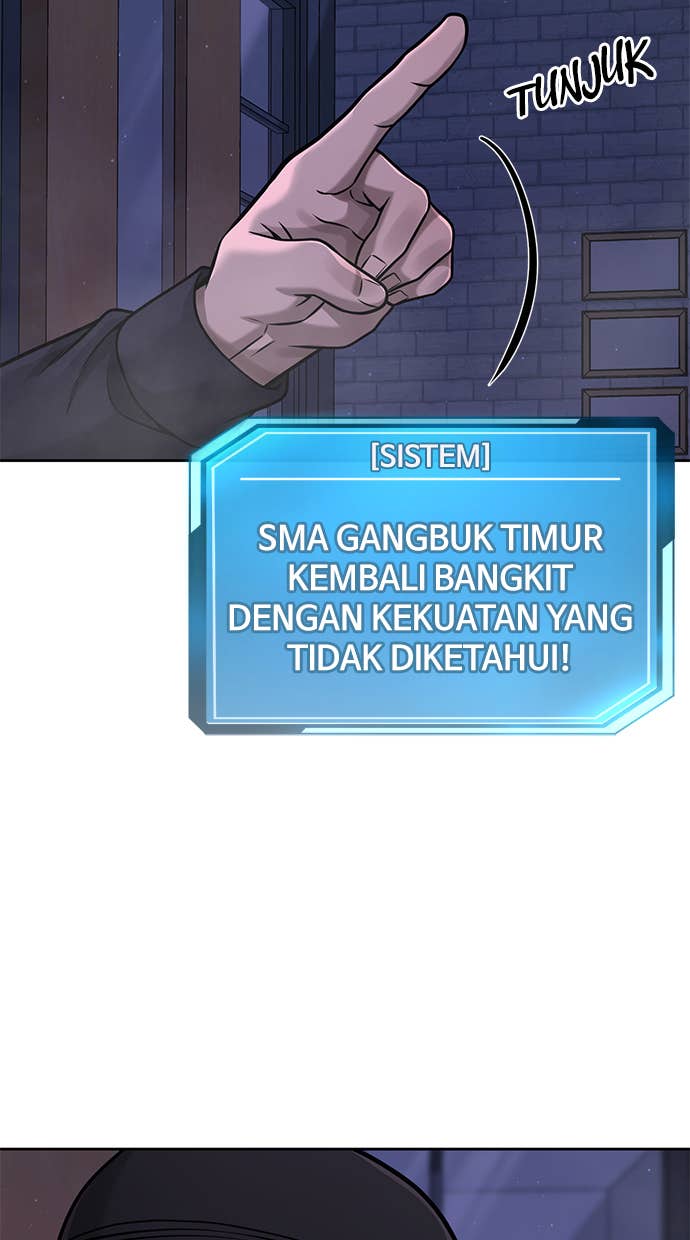 TUNJUK
[SISTEM]
SMA GANGBUK TIMUR
KEMBALI BANGKIT
DENGAN KEKUATAN YANG
TIDAK DIKETAHUI!